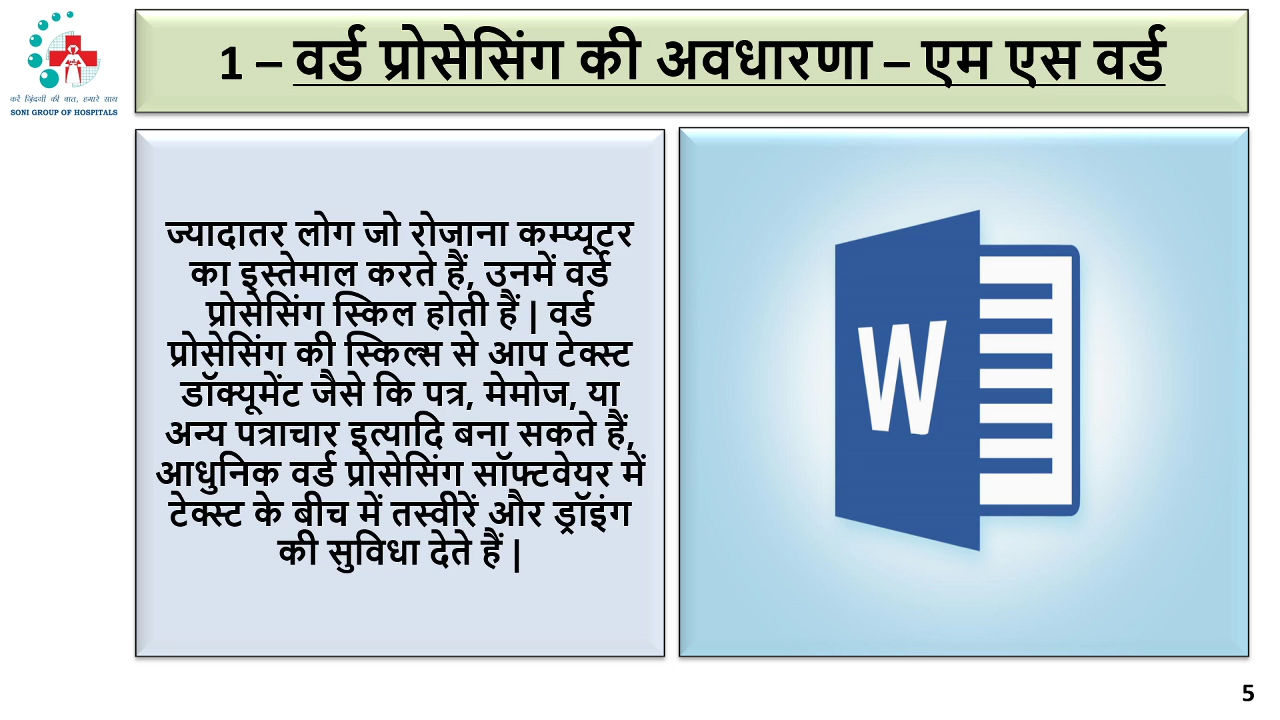 करें ज़िंदगी की बात, हमारे साथ
SONI GROUP OF HOSPITALS
1 – वर्ड प्रोसेसिंग की अवधारणा – एम एस वर्ड
ज्यादातर लोग जो रोजाना कम्प्यूटर
का इस्तेमाल करते हैं, उनमें वर्ड
प्रोसेसिंग स्किल होती हैं | वर्ड
प्रोसेसिंग की स्किल्स से आप टेक्स्ट
डॉक्यूमेंट जैसे कि पत्र, मेमोज, या
अन्य पत्राचार इत्यादि बना सकते हैं,
आधुनिक वर्ड प्रोसेसिंग सॉफ्टवेयर में
टेक्स्ट के बीच में तस्वीरें और ड्रॉइंग
की सुविधा देते हैं |
W
5